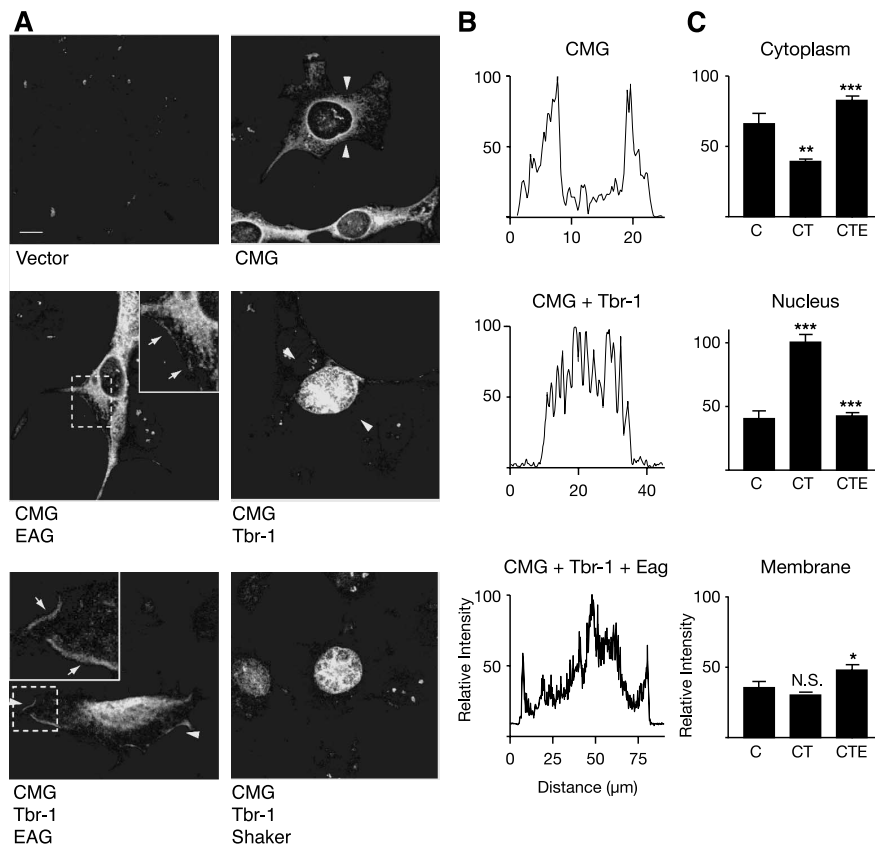 A
B
C
Vector
CMG
CMG
EAG
CMG
Tbr-1
CMG
Tbr-1
EAG
CMG
Tbr-1
Shaker
CMG
100
50
0
10
20
CMG + Tbr-1
100
50
0
20
40
CMG + Tbr-1 + Eag
Relative Intensity
100
50
0
25
50
75
Distance (µm)
Cytoplasm
100
50
**
***
C
CT
CTE
Nucleus
100
50
***
***
C
CT
CTE
Membrane
Relative Intensity
100
50
N.S.
*
C
CT
CTE